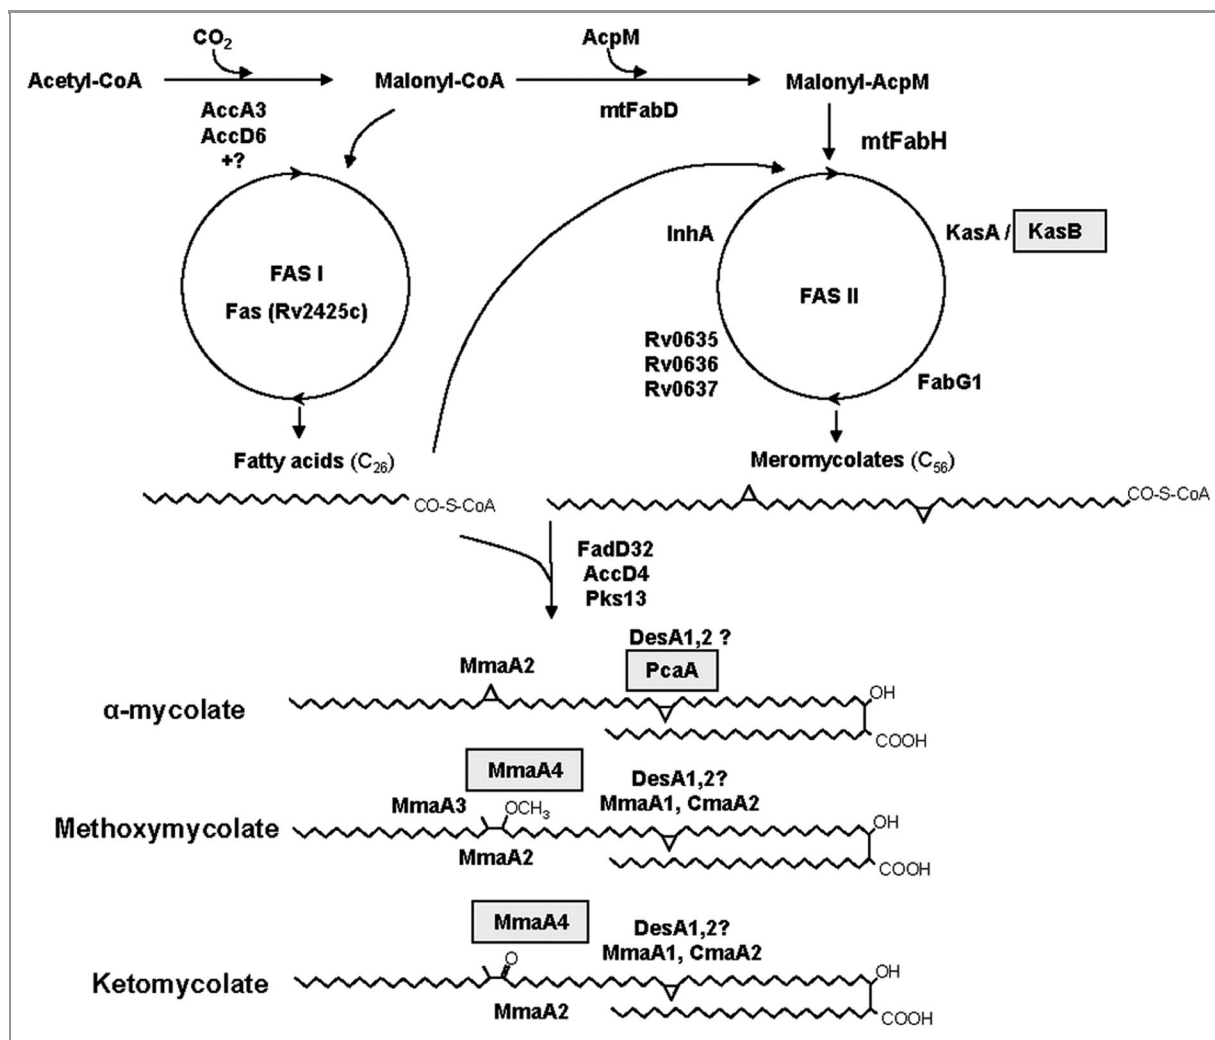 CO₂
AcpM
Acetyl-CoA
Malonyl-CoA
Malonyl-AcpM
AccA3
AccD6
+?
mtFabD
mtFabH
InhA
KasA / KasB
FAS I
Fas (Rv2425c)
FAS II
Rv0635
Rv0636
Rv0637
FabG1
Fatty acids (C₂₆)
Meromycolates (C₅₆)
CO-S-CoA
CO-S-CoA
FadD32
AccD4
Pks13
DesA1,2 ?
MmaA2
PcaA
α-mycolate
OH
COOH
MmaA4
DesA1,2?
MmaA3
OCH₃
MmaA1, CmaA2
Methoxymycolate
OH
MmaA2
COOH
MmaA4
DesA1,2?
MmaA1, CmaA2
O
Ketomycolate
OH
MmaA2
COOH